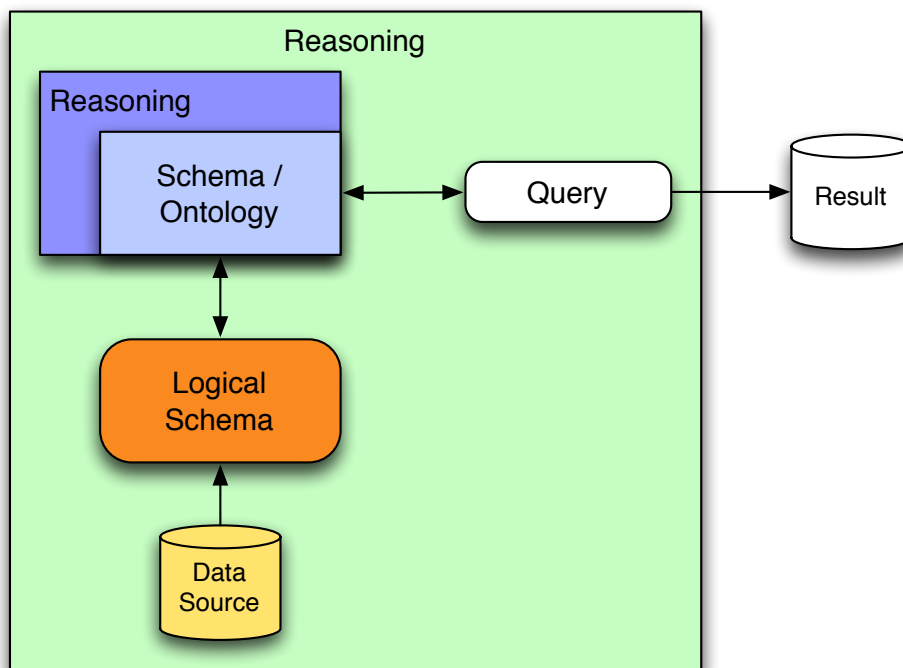 Reasoning
Reasoning
Schema /
Ontology
Query
Result
Logical
Schema
Data
Source